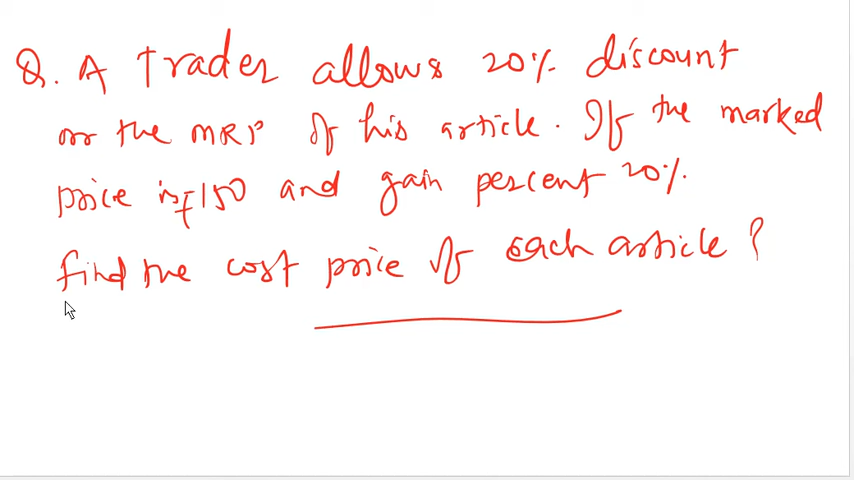 Q. A Trader allows 20% discount
on the MRP of his article. If the marked
price is ₹150 and gain percent 20%.
find the cost price of each article?